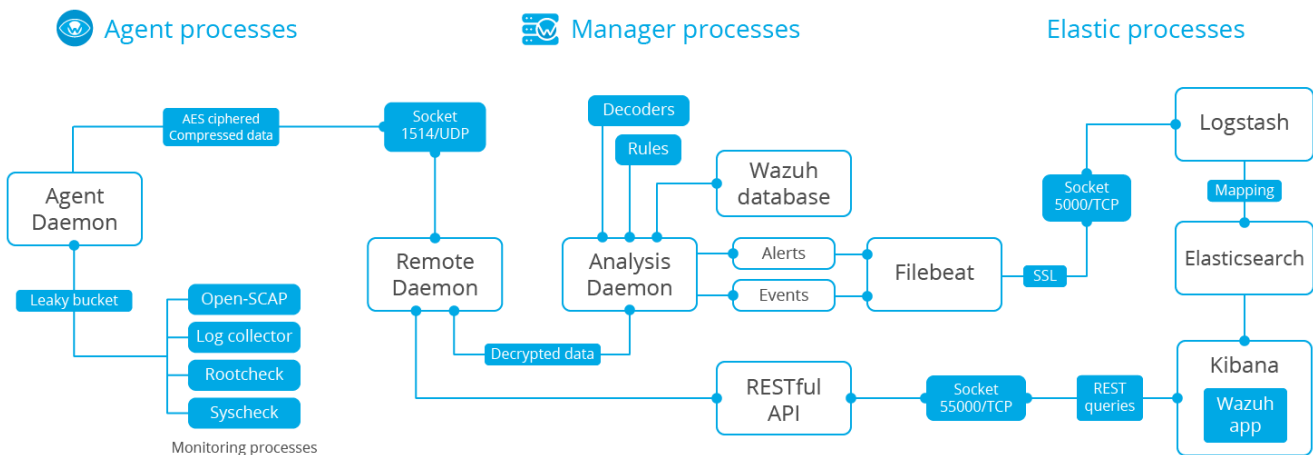 Agent processes
Manager processes
Elastic processes
AES ciphered
Compressed data
Socket
1514/UDP
Agent
Daemon
Leaky bucket
Open-SCAP
Log collector
Rootcheck
Syscheck
Monitoring processes
Remote
Daemon
Decrypted data
Decoders
Rules
Wazuh
database
Analysis
Daemon
Alerts
Events
Filebeat
SSL
Socket
5000/TCP
Logstash
Mapping
Elasticsearch
Kibana
Wazuh
app
REST
queries
Socket
55000/TCP
RESTful
API